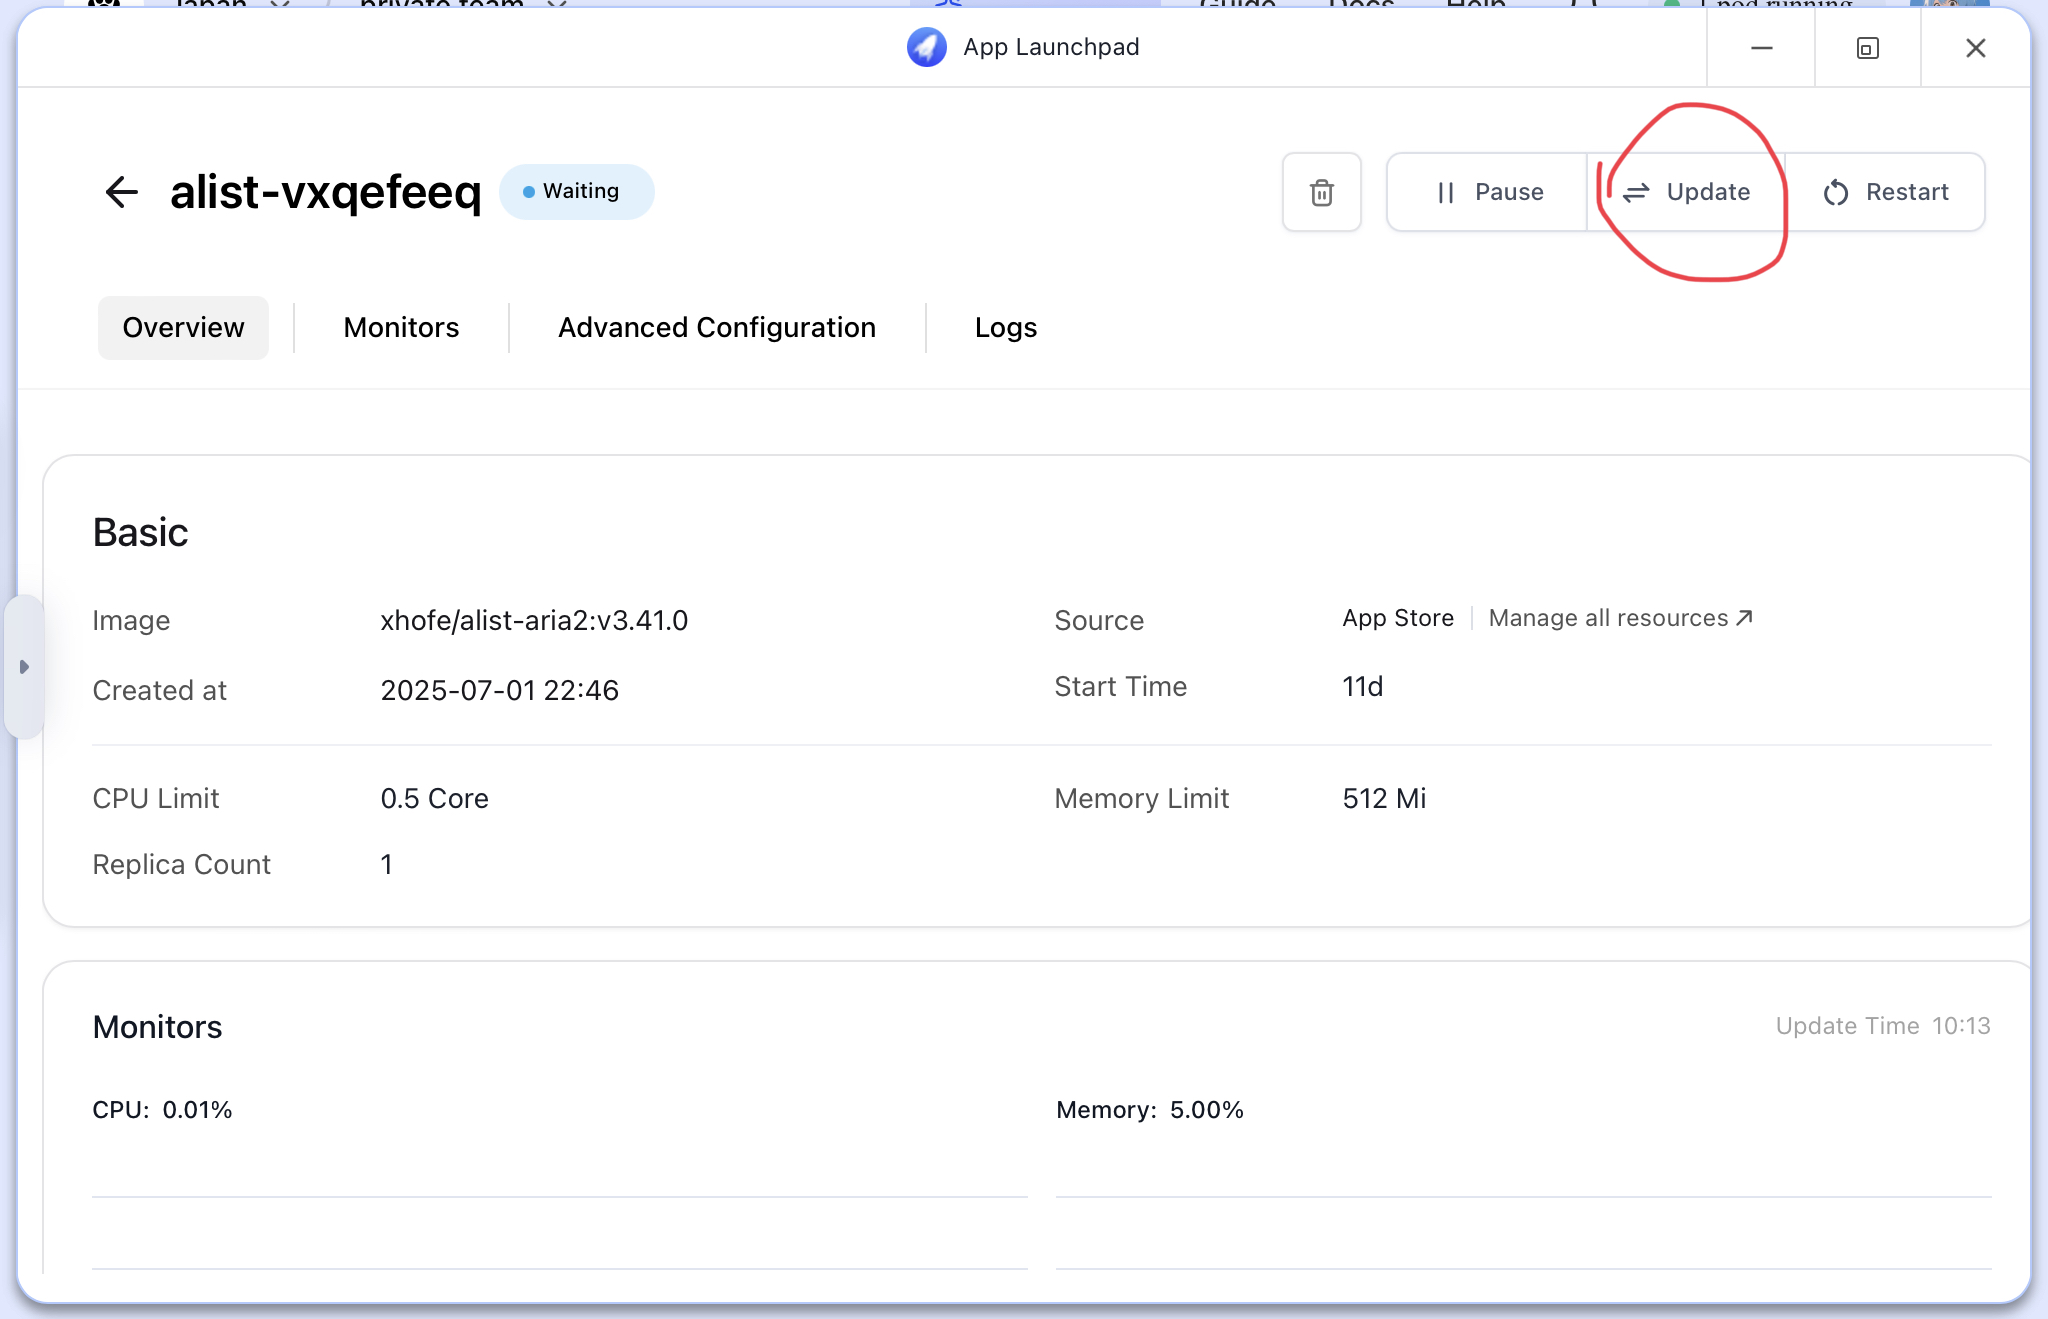 App Launchpad
alist-vxqefeeq
Waiting
Pause
Update
Restart
Overview
Monitors
Advanced Configuration
Logs
Basic
Image
xhofe/alist-aria2:v3.41.0
Source
App Store
Manage all resources
Created at
2025-07-01 22:46
Start Time
11d
CPU Limit
0.5 Core
Memory Limit
512 Mi
Replica Count
1
Monitors
Update Time 10:13
CPU: 0.01%
Memory: 5.00%